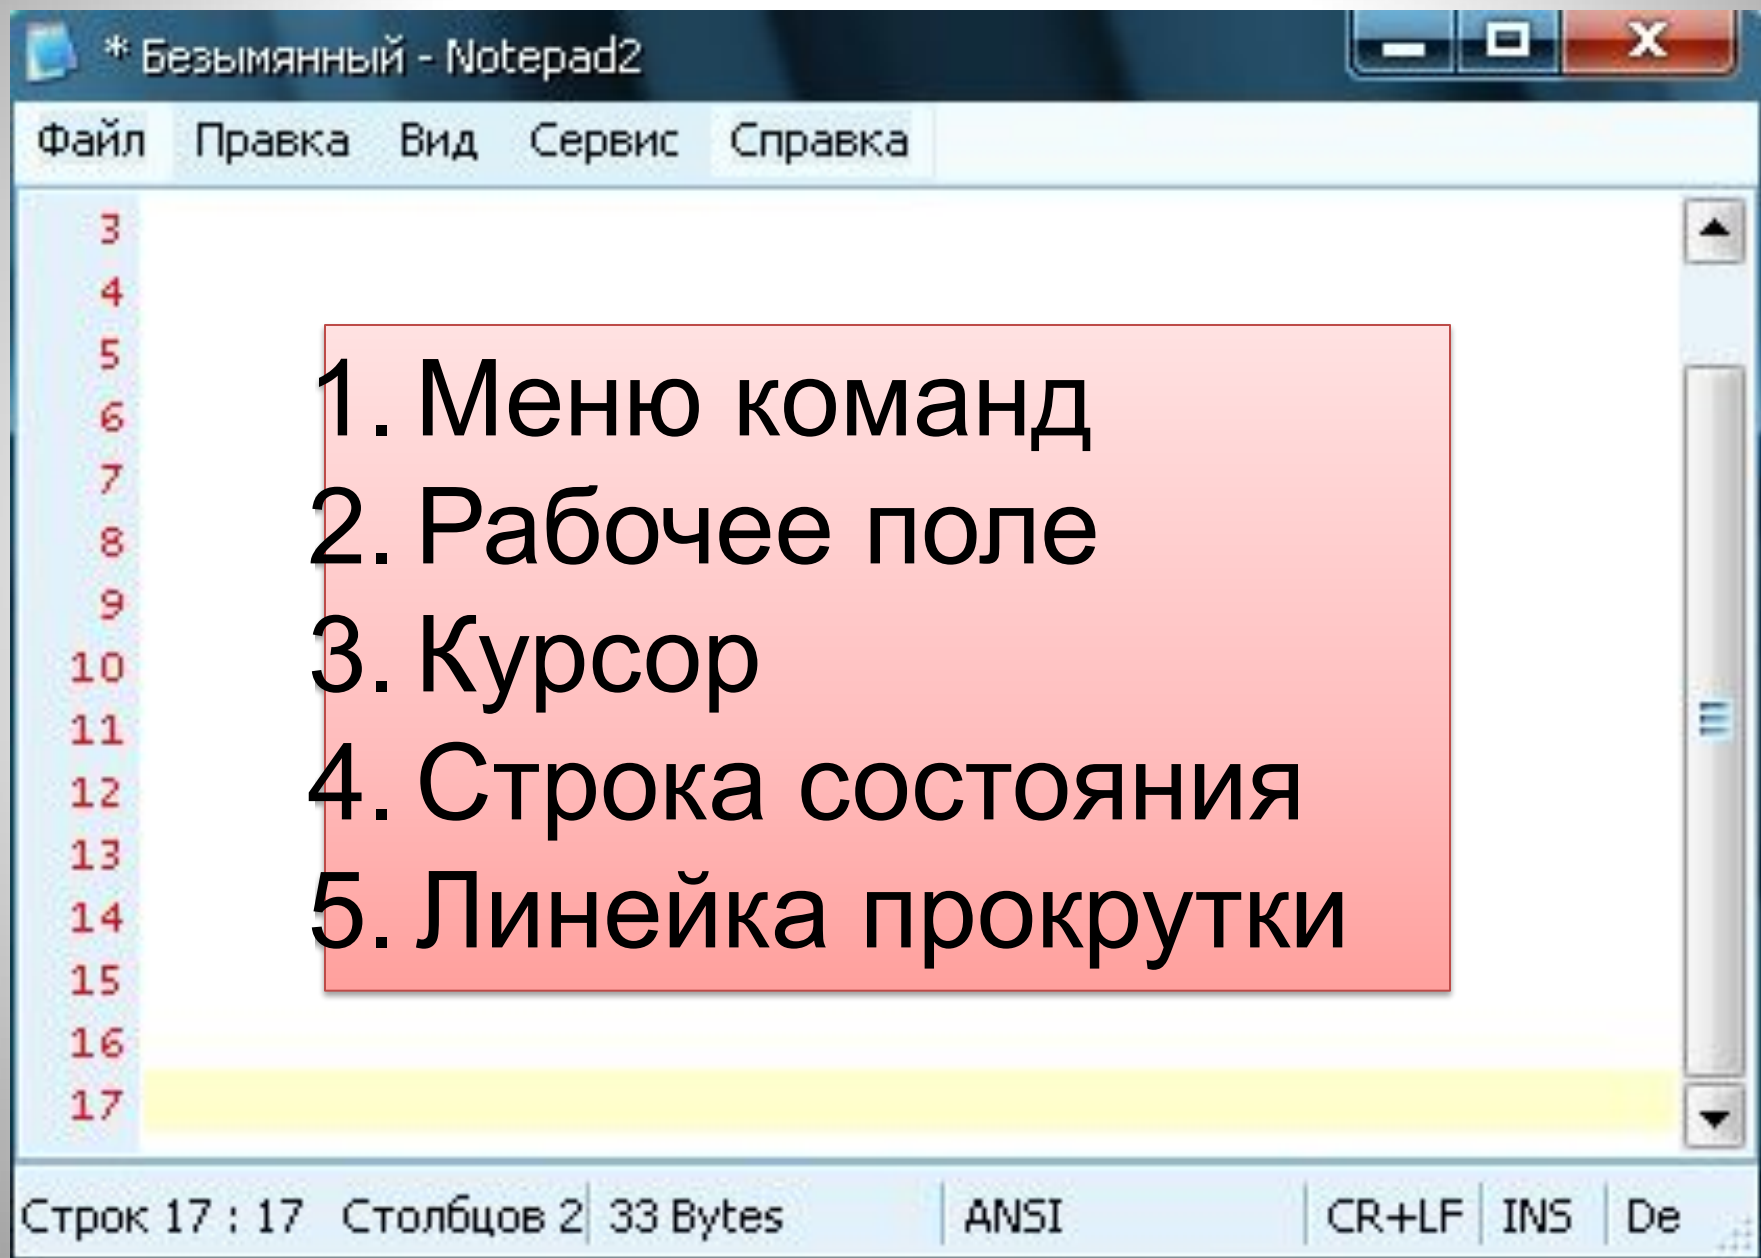 * Безымянный - Notepad2
Файл Правка Вид Сервис Справка
3
4
5
6
7
8
9
10
11
12
13
14
15
16
17
1. Меню команд
2. Рабочее поле
3. Курсор
4. Строка состояния
5. Линейка прокрутки
Строк 17 : 17 Столбцов 2 33 Bytes ANSI CR+LF INS De